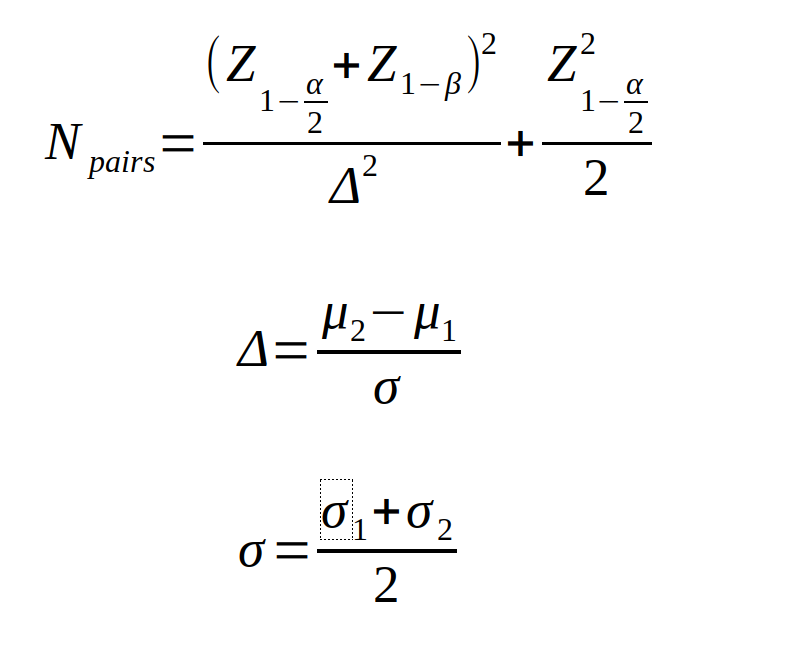 N_pairs = (Z_{1−α/2} + Z_{1−β})² / Δ² + Z²_{1−α/2} / 2
Δ = (μ₂ − μ₁) / σ
σ = (σ₁ + σ₂) / 2